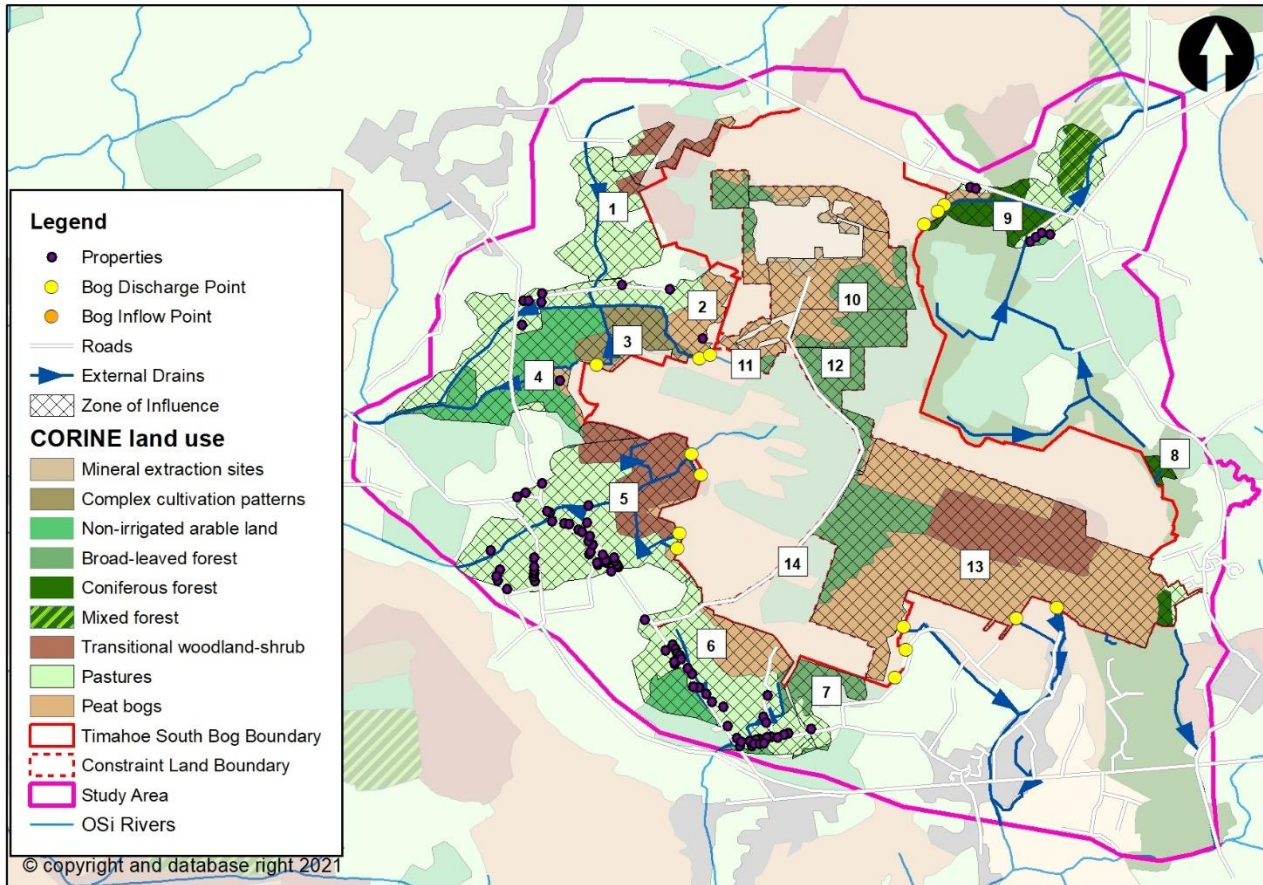 Legend
Properties
Bog Discharge Point
Bog Inflow Point
Roads
External Drains
Zone of Influence
CORINE land use
Mineral extraction sites
Complex cultivation patterns
Non-irrigated arable land
Broad-leaved forest
Coniferous forest
Mixed forest
Transitional woodland-shrub
Pastures
Peat bogs
Timahoe South Bog Boundary
Constraint Land Boundary
Study Area
OSi Rivers
© copyright and database right 2021
1
2
3
4
5
6
7
8
9
10
11
12
13
14